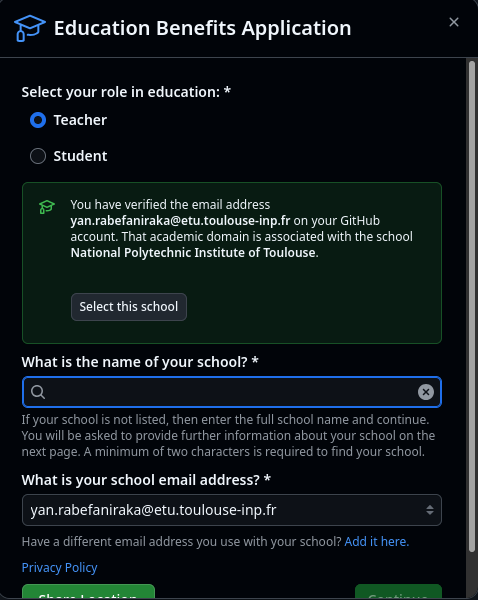 Education Benefits Application
Select your role in education: *
Teacher
Student
You have verified the email address
yan.rabefaniraka@etu.toulouse-inp.fr on your GitHub
account. That academic domain is associated with the school
National Polytechnic Institute of Toulouse.
Select this school
What is the name of your school? *
If your school is not listed, then enter the full school name and continue.
You will be asked to provide further information about your school on the
next page. A minimum of two characters is required to find your school.
What is your school email address? *
yan.rabefaniraka@etu.toulouse-inp.fr
Have a different email address you use with your school? Add it here.
Privacy Policy
Share Location
Continue